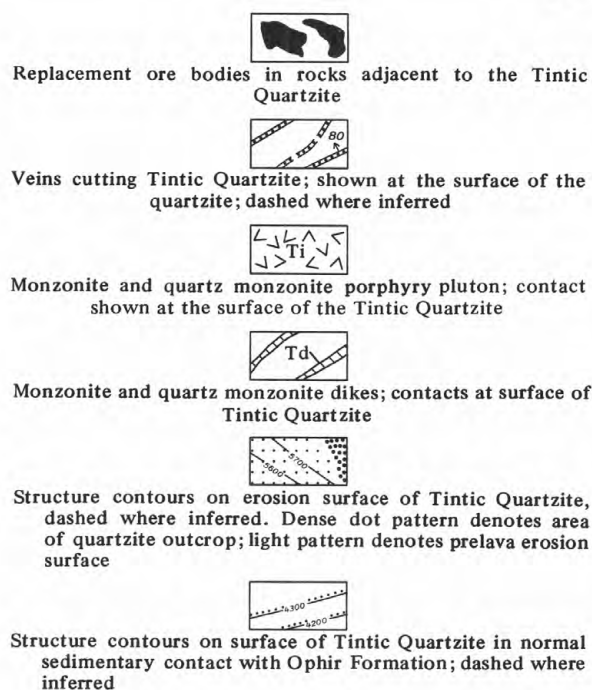 Replacement ore bodies in rocks adjacent to the Tintic
Quartzite
80
Veins cutting Tintic Quartzite; shown at the surface of the
quartzite; dashed where inferred
Ti
Monzonite and quartz monzonite porphyry pluton; contact
shown at the surface of the Tintic Quartzite
Td
Monzonite and quartz monzonite dikes; contacts at surface of
Tintic Quartzite
5600 5700
Structure contours on erosion surface of Tintic Quartzite,
dashed where inferred. Dense dot pattern denotes area
of quartzite outcrop; light pattern denotes prelava erosion
surface
4300
4200
Structure contours on surface of Tintic Quartzite in normal
sedimentary contact with Ophir Formation; dashed where
inferred